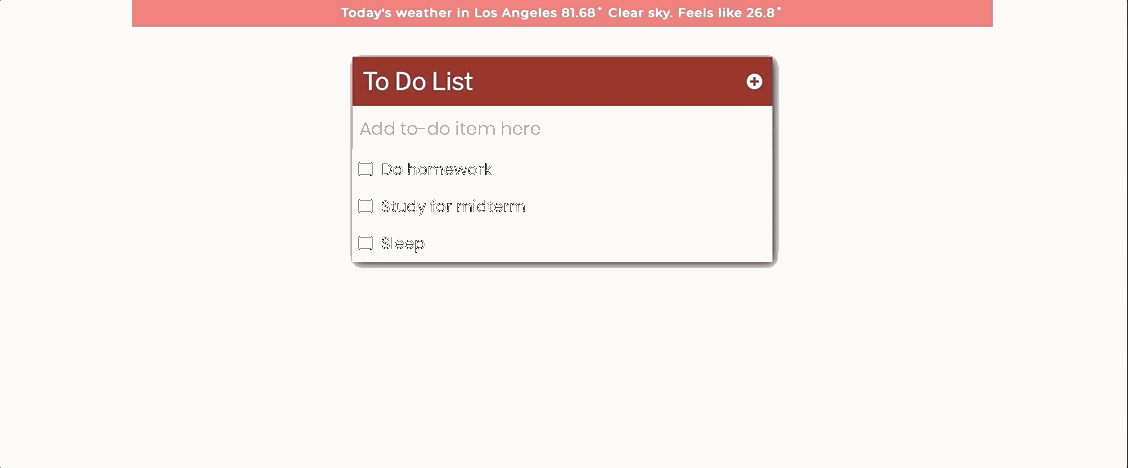 Today's weather in Los Angeles 81.68˚ Clear sky. Feels like 26.8˚
To Do List
Add to-do item here
Do homework
Study for midterm
Sleep